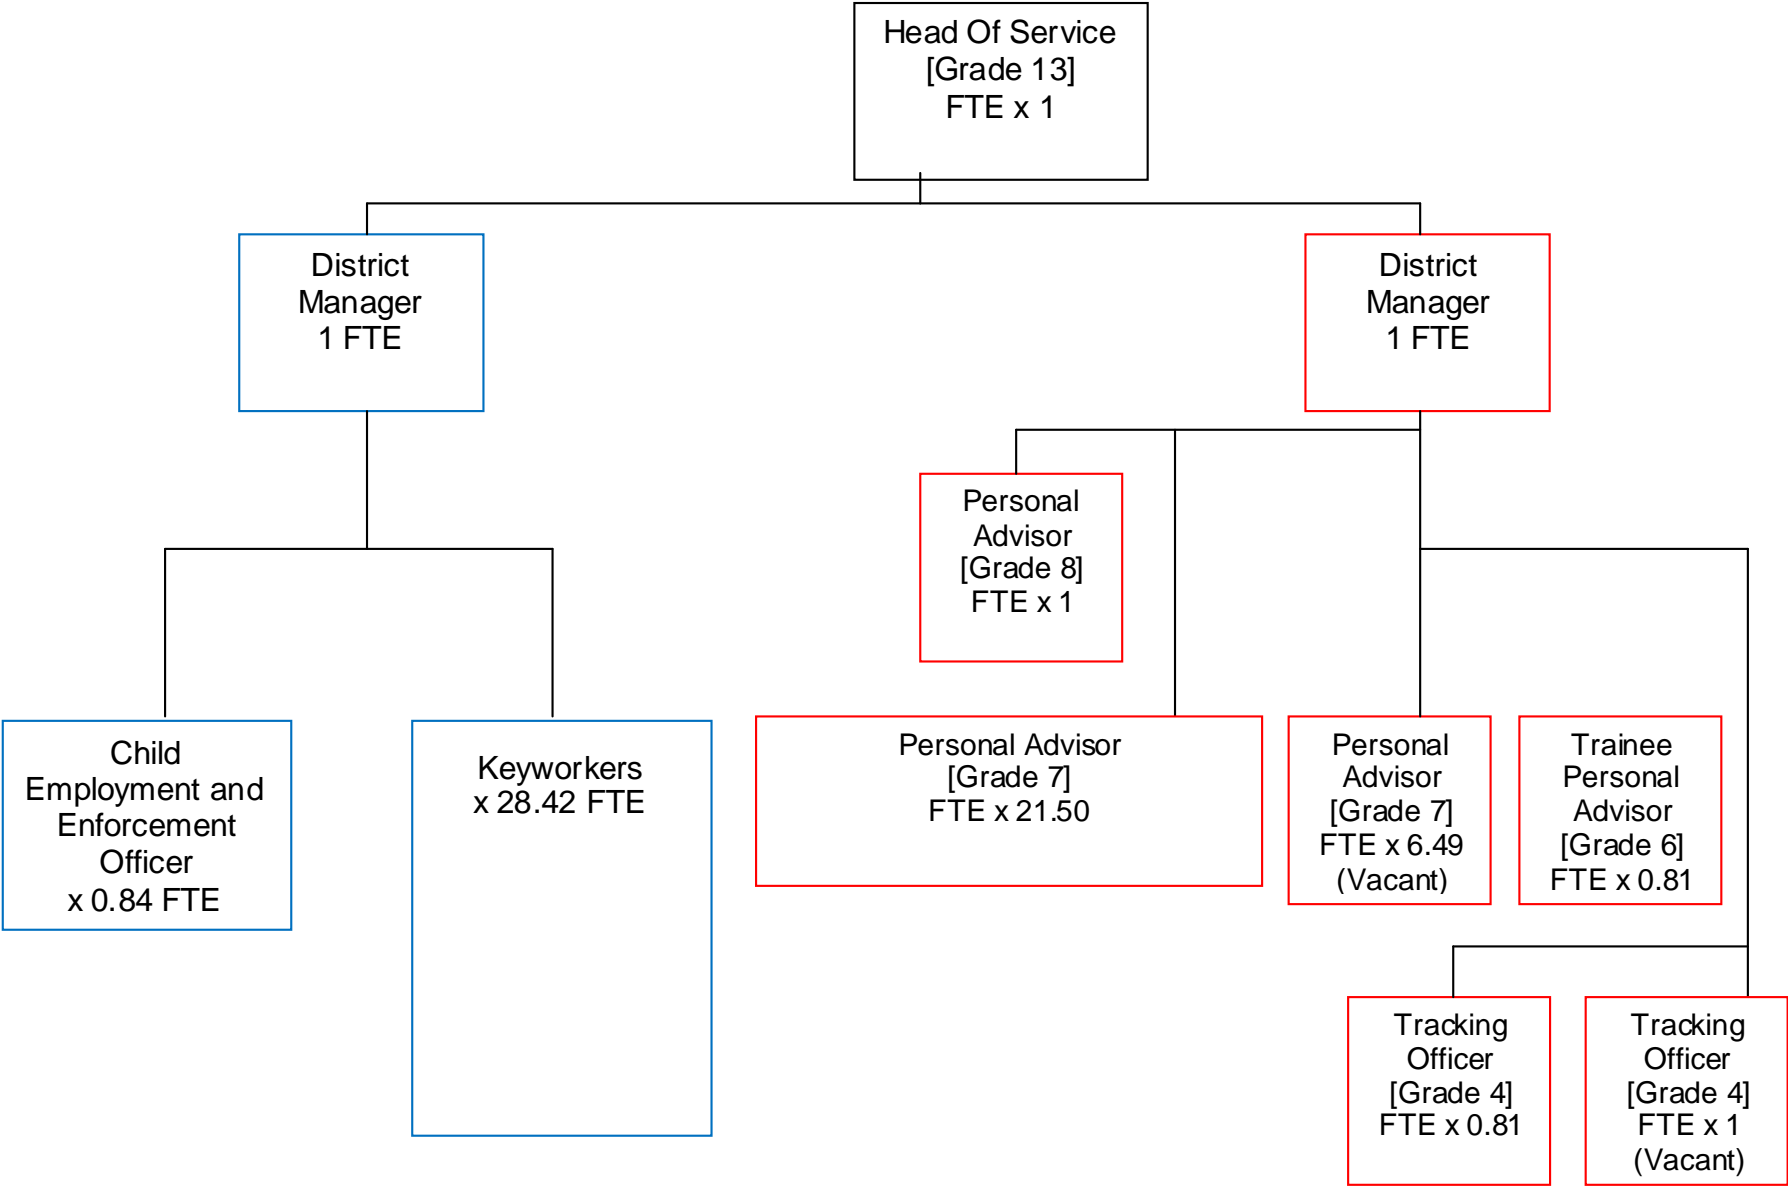 Head Of Service
[Grade 13]
FTE x 1
District
Manager
1 FTE
District
Manager
1 FTE
Personal
Advisor
[Grade 8]
FTE x 1
Child
Employment and
Enforcement
Officer
x 0.84 FTE
Keyworkers
x 28.42 FTE
Personal Advisor
[Grade 7]
FTE x 21.50
Personal
Advisor
[Grade 7]
FTE x 6.49
(Vacant)
Trainee
Personal
Advisor
[Grade 6]
FTE x 0.81
Tracking
Officer
[Grade 4]
FTE x 0.81
Tracking
Officer
[Grade 4]
FTE x 1
(Vacant)